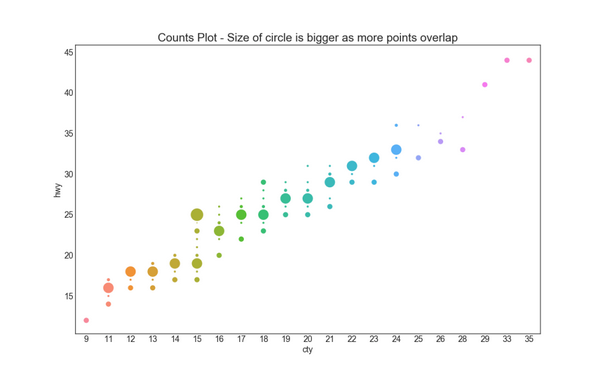 Counts Plot - Size of circle is bigger as more points overlap
45
40
35
30
25
20
15
hwy
9 11 12 13 14 15 16 17 18 19 20 21 22 23 24 25 26 28 29 33 35
cty